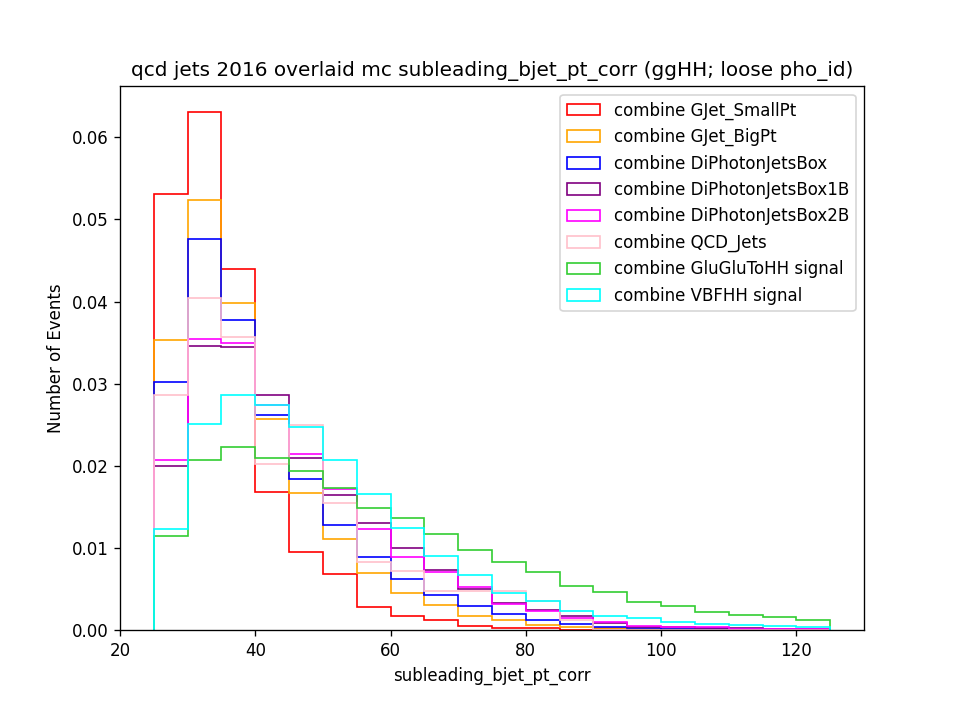 qcd jets 2016 overlaid mc subleading_bjet_pt_corr (ggHH; loose pho_id)
combine GJet_SmallPt
combine GJet_BigPt
combine DiPhotonJetsBox
combine DiPhotonJetsBox1B
combine DiPhotonJetsBox2B
combine QCD_Jets
combine GluGluToHH signal
combine VBFHH signal
Number of Events
0.06
0.05
0.04
0.03
0.02
0.01
0.00
20 40 60 80 100 120
subleading_bjet_pt_corr